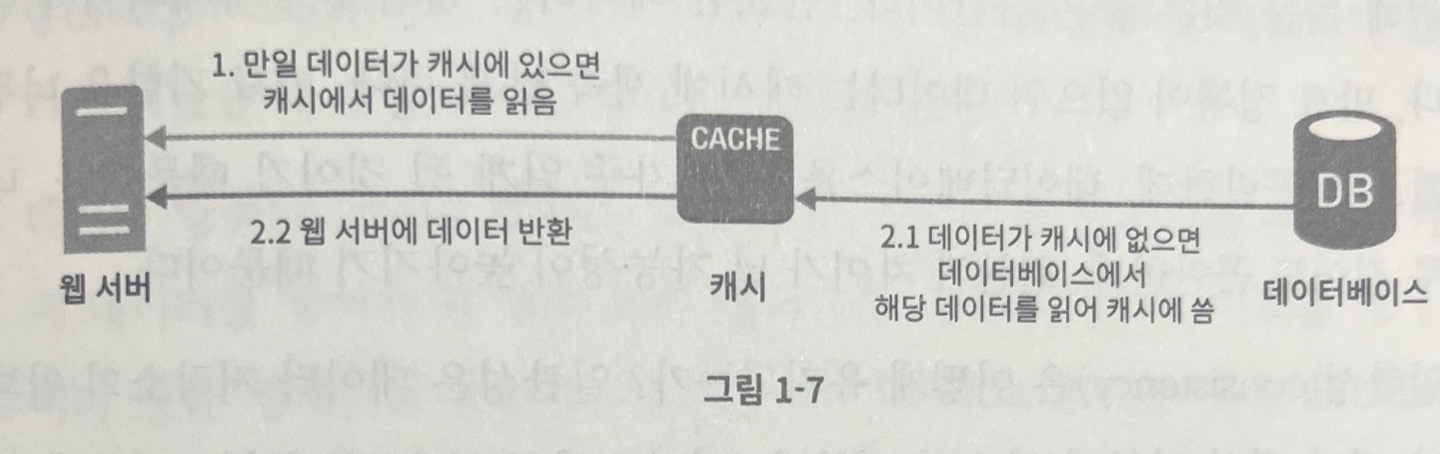 1. 만일 데이터가 캐시에 있으면
캐시에서 데이터를 읽음
CACHE
DB
2.2 웹 서버에 데이터 반환
2.1 데이터가 캐시에 없으면
데이터베이스에서
해당 데이터를 읽어 캐시에 씀
웹 서버
캐시
데이터베이스
그림 1-7